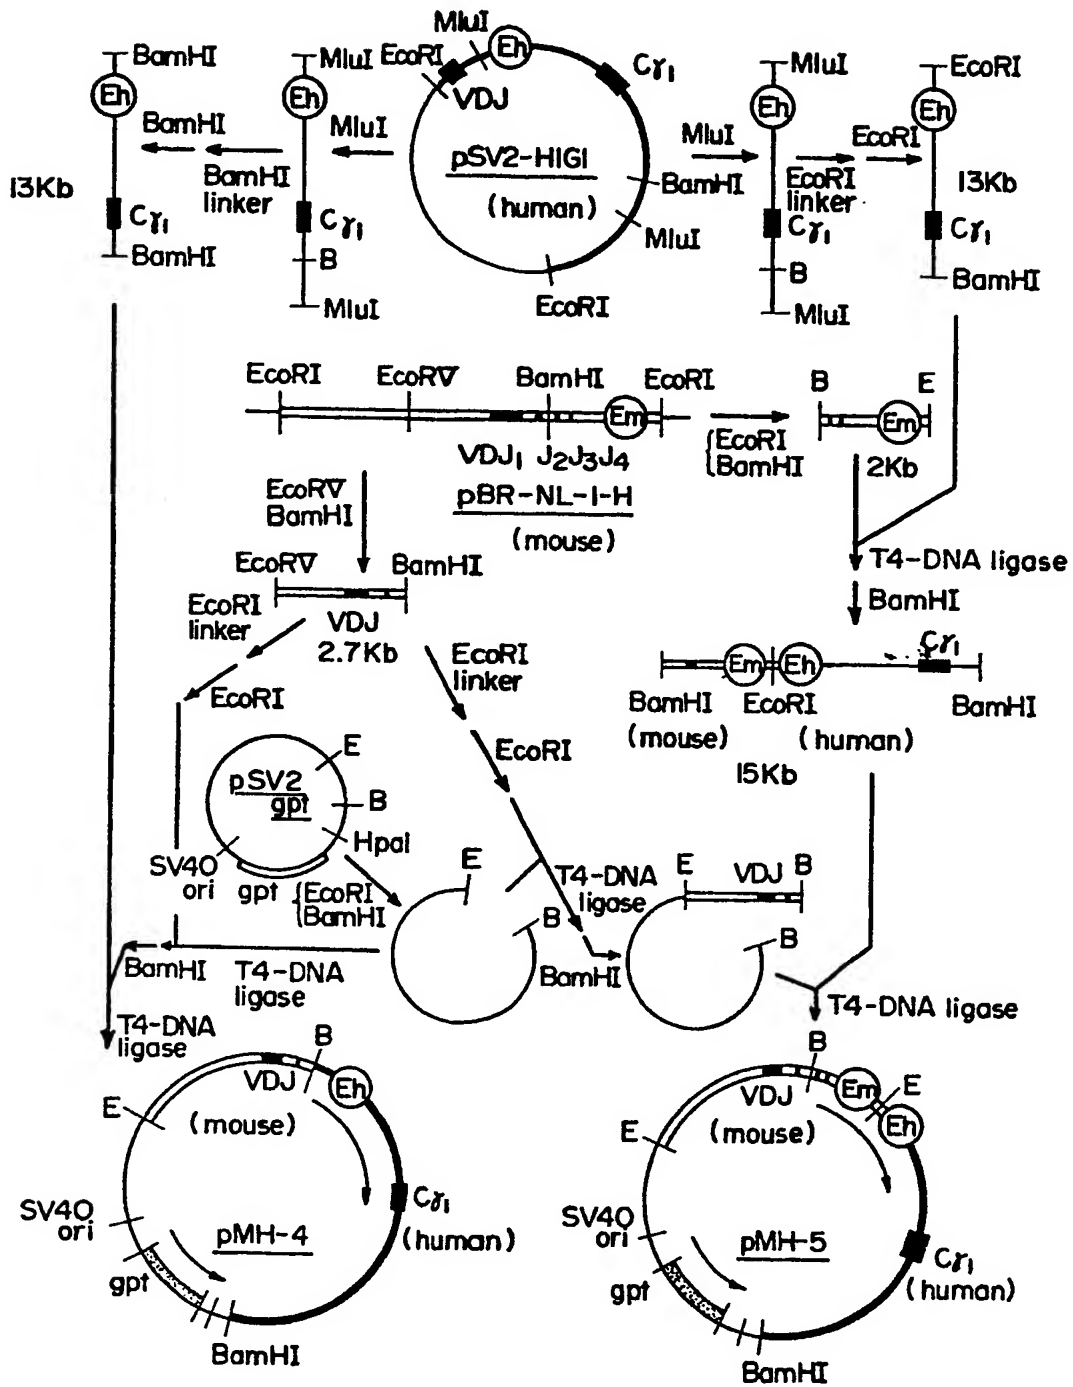 BamHI
Eh
BamHI
BamHI
linker
13Kb
Cγ1
BamHI
MluI
Eh
MluI
Cγ1
B
MluI
MluI
EcoRI
Eh
VDJ
Cγ1
pSV2-HIGI
(human)
BamHI
MluI
EcoRI
MluI
MluI
Eh
EcoRI
EcoRI
linker
Cγ1
B
MluI
EcoRI
Eh
13Kb
Cγ1
BamHI
EcoRI
EcoRV
BamHI
EcoRI
Em
VDJ1 J2J3J4
pBR-NL-1-H
(mouse)
EcoRI
BamHI
B
E
Em
2Kb
EcoRV
BamHI
EcoRV
BamHI
VDJ
2.7Kb
T4-DNA ligase
BamHI
EcoRI
linker
EcoRI
EcoRI
linker
EcoRI
Em
Eh
Cγ1
BamHI
EcoRI
BamHI
(mouse)
(human)
15Kb
pSV2
gpt
E
B
HpaI
SV40
ori
gpt
EcoRI
BamHI
E
B
T4-DNA
ligase
BamHI
E
VDJ
B
B
BamHI
T4-DNA
ligase
T4-DNA
ligase
T4-DNA ligase
B
VDJ
Eh
E
(mouse)
SV40
ori
pMH-4
Cγ1
(human)
gpt
BamHI
B
VDJ
Em
E
Eh
E
(mouse)
SV40
ori
pMH-5
Cγ1
(human)
gpt
BamHI